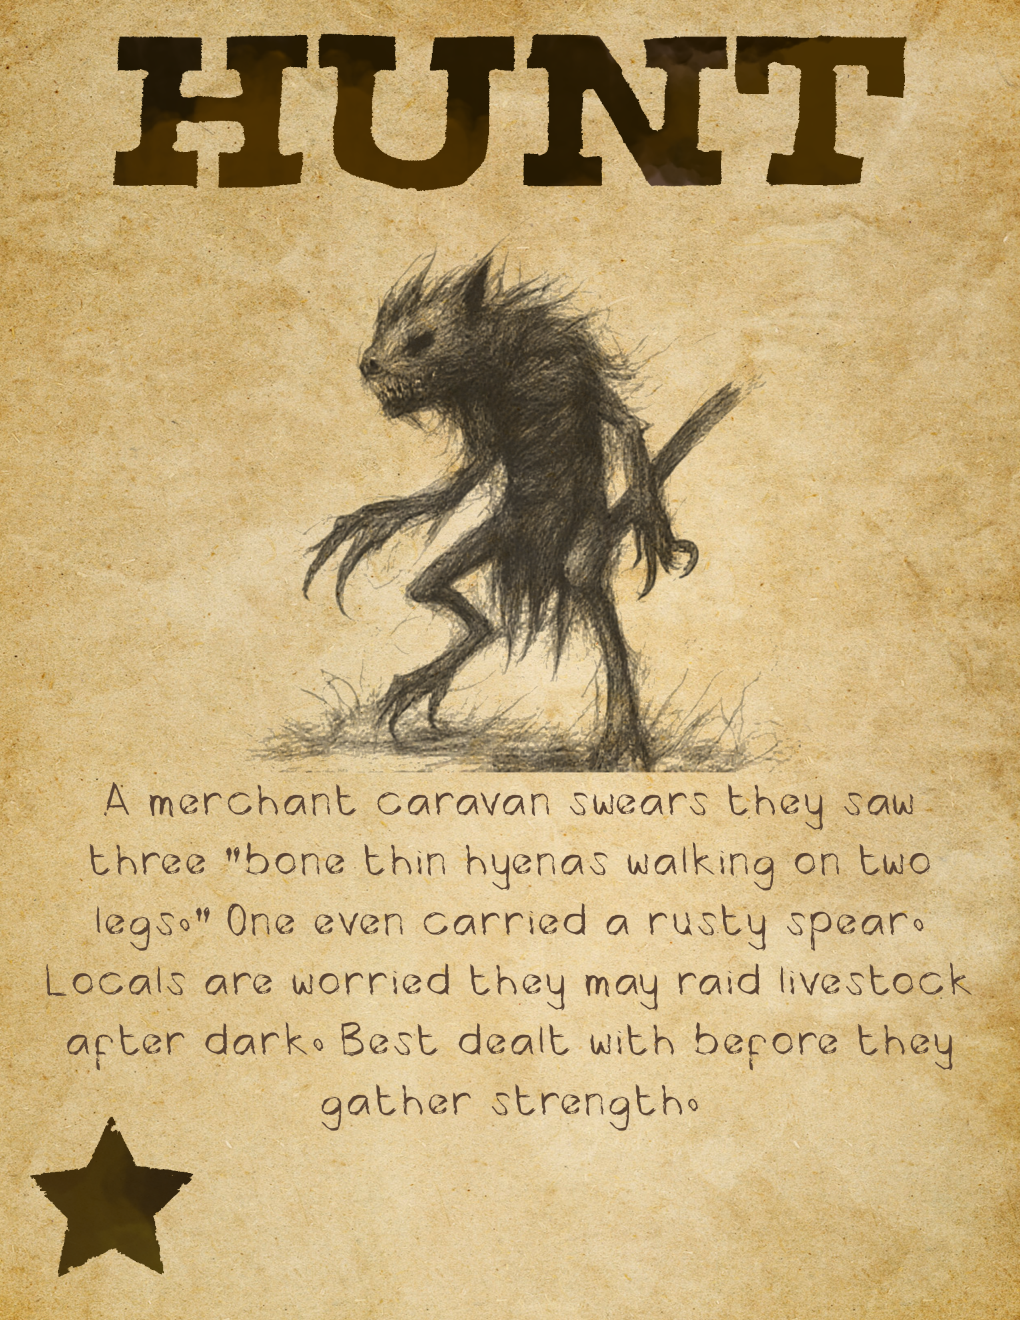 HUNT
A merchant caravan swears they saw
three "bone thin hyenas walking on two
legs." One even carried a rusty spear.
Locals are worried they may raid livestock
after dark. Best dealt with before they
gather strength.